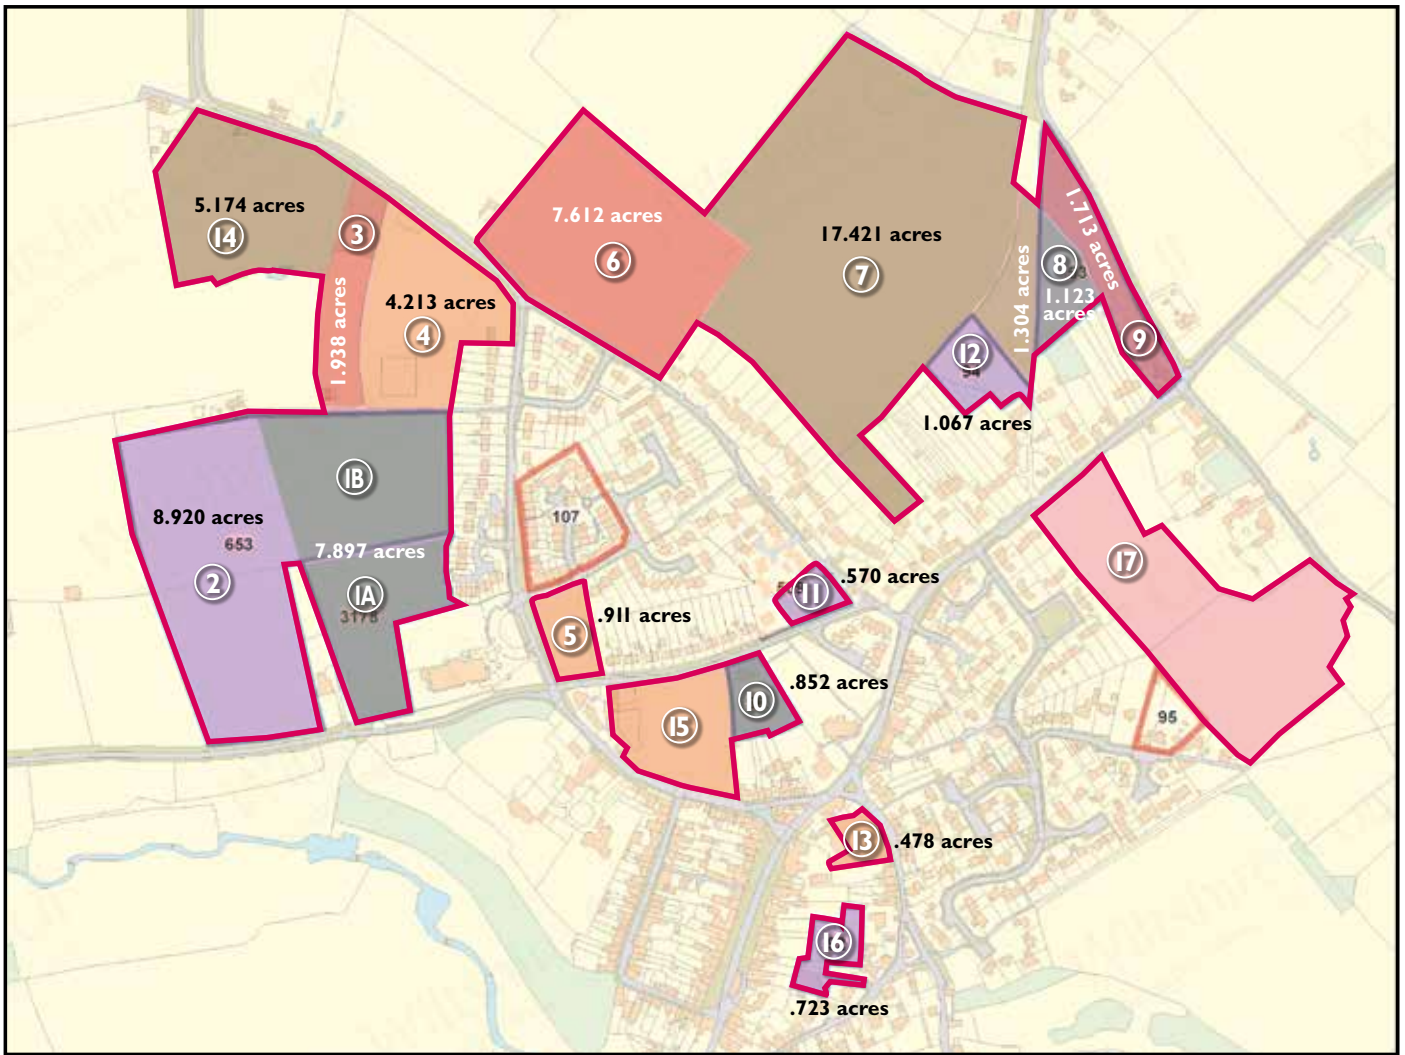 5.174 acres
14
3
1.938 acres
4.213 acres
4
7.612 acres
6
17.421 acres
7
1.304 acres
8
1.123
acres
1.713 acres
9
12
94
1.067 acres
1B
8.920 acres
653
2
7.897 acres
1A
3178
107
5
.911 acres
11
.570 acres
17
15
10
.852 acres
95
13
.478 acres
16
.723 acres